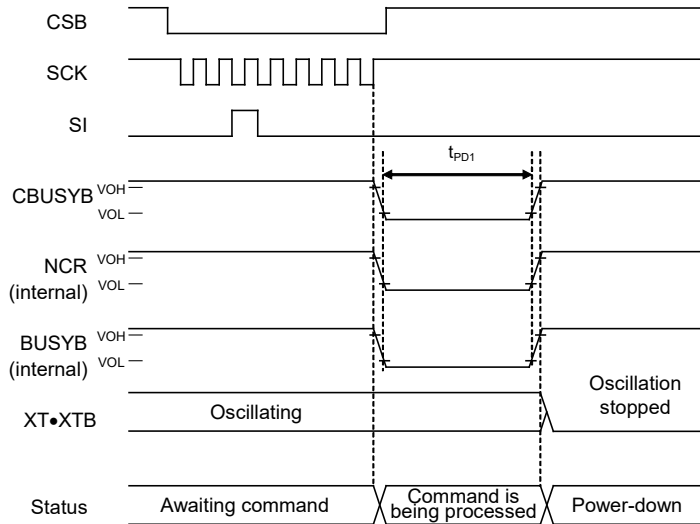 CSB
SCK
SI
tPD1
CBUSYB
VOH
VOL
NCR
(internal)
VOH
VOL
BUSYB
(internal)
VOH
VOL
XT•XTB
Oscillating
Oscillation
stopped
Status
Awaiting command
Command is
being processed
Power-down